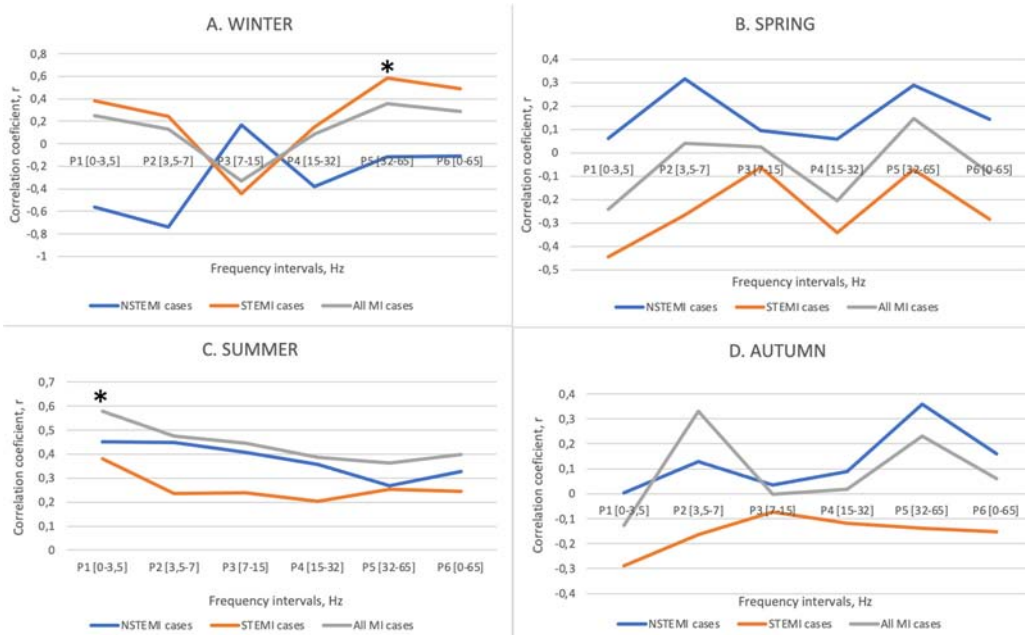 A. WINTER
Correlation coeficient, r
0,8
0,6
0,4
0,2
0
-0,2
-0,4
-0,6
-0,8
-1
*
P1 [0-3,5] P2 [3,5-7] P3 [7-15] P4 [15-32] P5 [32-65] P6 [0-65]
Frequency intervals, Hz
NSTEMI cases STEMI cases All MI cases
B. SPRING
Correlation coeficient, r
0,4
0,3
0,2
0,1
0
-0,1
-0,2
-0,3
-0,4
-0,5
P1 [0-3,5] P2 [3,5-7] P3 [7-15] P4 [15-32] P5 [32-65] P6 [0-65]
Frequency intervals, Hz
NSTEMI cases STEMI cases All MI cases
C. SUMMER
Correlation coeficient, r
0,7
0,6
0,5
0,4
0,3
0,2
0,1
0
*
P1 [0-3,5] P2 [3,5-7] P3 [7-15] P4 [15-32] P5 [32-65] P6 [0-65]
Frequency intervals, Hz
NSTEMI cases STEMI cases All MI cases
D. AUTUMN
Correlation coeficient, r
0,4
0,3
0,2
0,1
0
-0,1
-0,2
-0,3
-0,4
P1 [0-3,5] P2 [3,5-7] P3 [7-15] P4 [15-32] P5 [32-65] P6 [0-65]
Frequency intervals, Hz
NSTEMI cases STEMI cases All MI cases